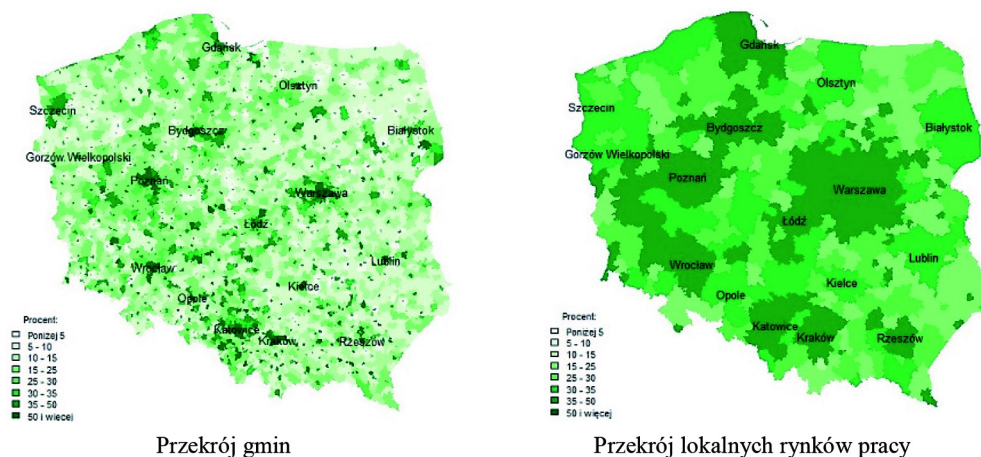 Gdańsk
Olsztyn
Szczecin
Bydgoszcz
Białystok
Gorzów Wielkopolski
Poznań
Warszawa
Łódź
Wrocław
Lublin
Opole
Kielce
Katowice
Kraków
Rzeszów
Procent:
Poniżej 5
5 - 10
10 - 15
15 - 25
25 - 30
30 - 35
35 - 50
50 i więcej
Przekrój gmin
Gdańsk
Olsztyn
Szczecin
Bydgoszcz
Białystok
Gorzów Wielkopolski
Poznań
Warszawa
Łódź
Wrocław
Lublin
Opole
Kielce
Katowice
Kraków
Rzeszów
Procent:
Poniżej 5
5 - 10
10 - 15
15 - 25
25 - 30
30 - 35
35 - 50
50 i więcej
Przekrój lokalnych rynków pracy